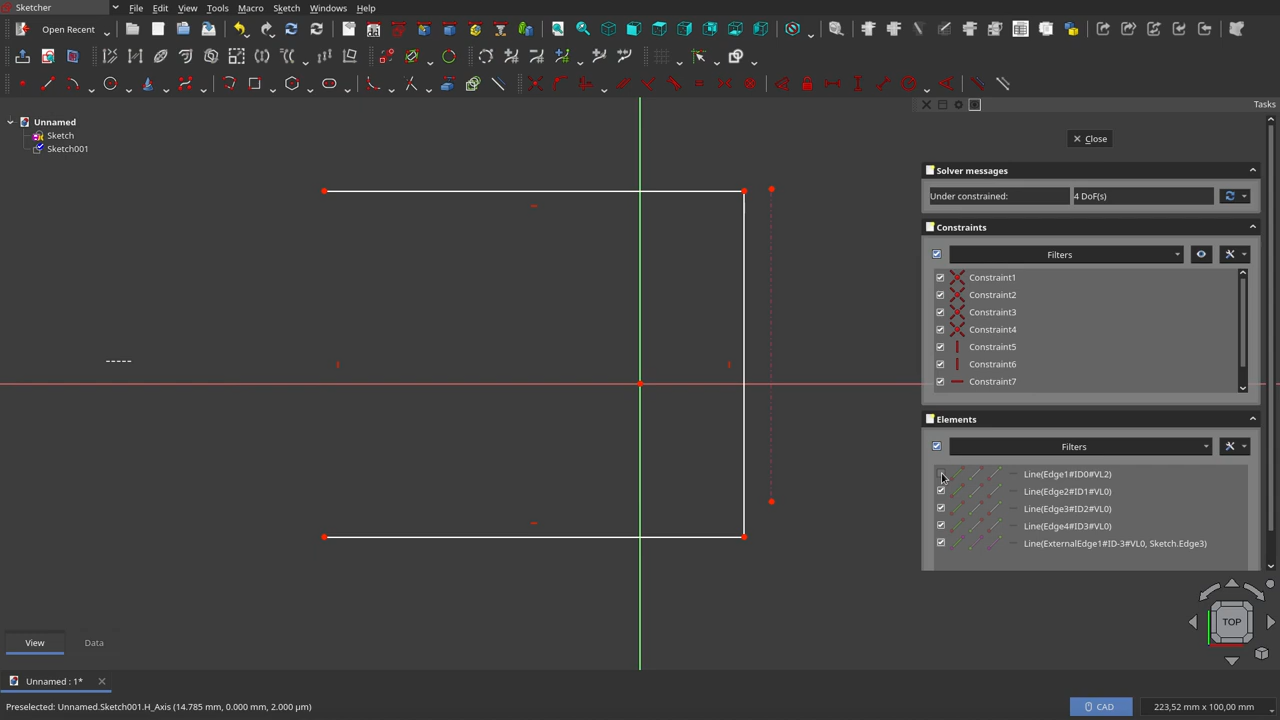 Sketcher
File Edit View Tools Macro Sketch Windows Help
Open Recent
Unnamed
Sketch
Sketch001
Tasks
Close
Solver messages
Under constrained: 4 DoF(s)
Constraints
Filters
Constraint1
Constraint2
Constraint3
Constraint4
Constraint5
Constraint6
Constraint7
Elements
Filters
Line(Edge1#ID0#VL2)
Line(Edge2#ID1#VL0)
Line(Edge3#ID2#VL0)
Line(Edge4#ID3#VL0)
Line(ExternalEdge1#ID-3#VL0, Sketch.Edge3)
TOP
View Data
Unnamed : 1*
Preselected: Unnamed.Sketch001.H_Axis (14.785 mm, 0.000 mm, 2.000 µm)
CAD
223,52 mm x 100,00 mm